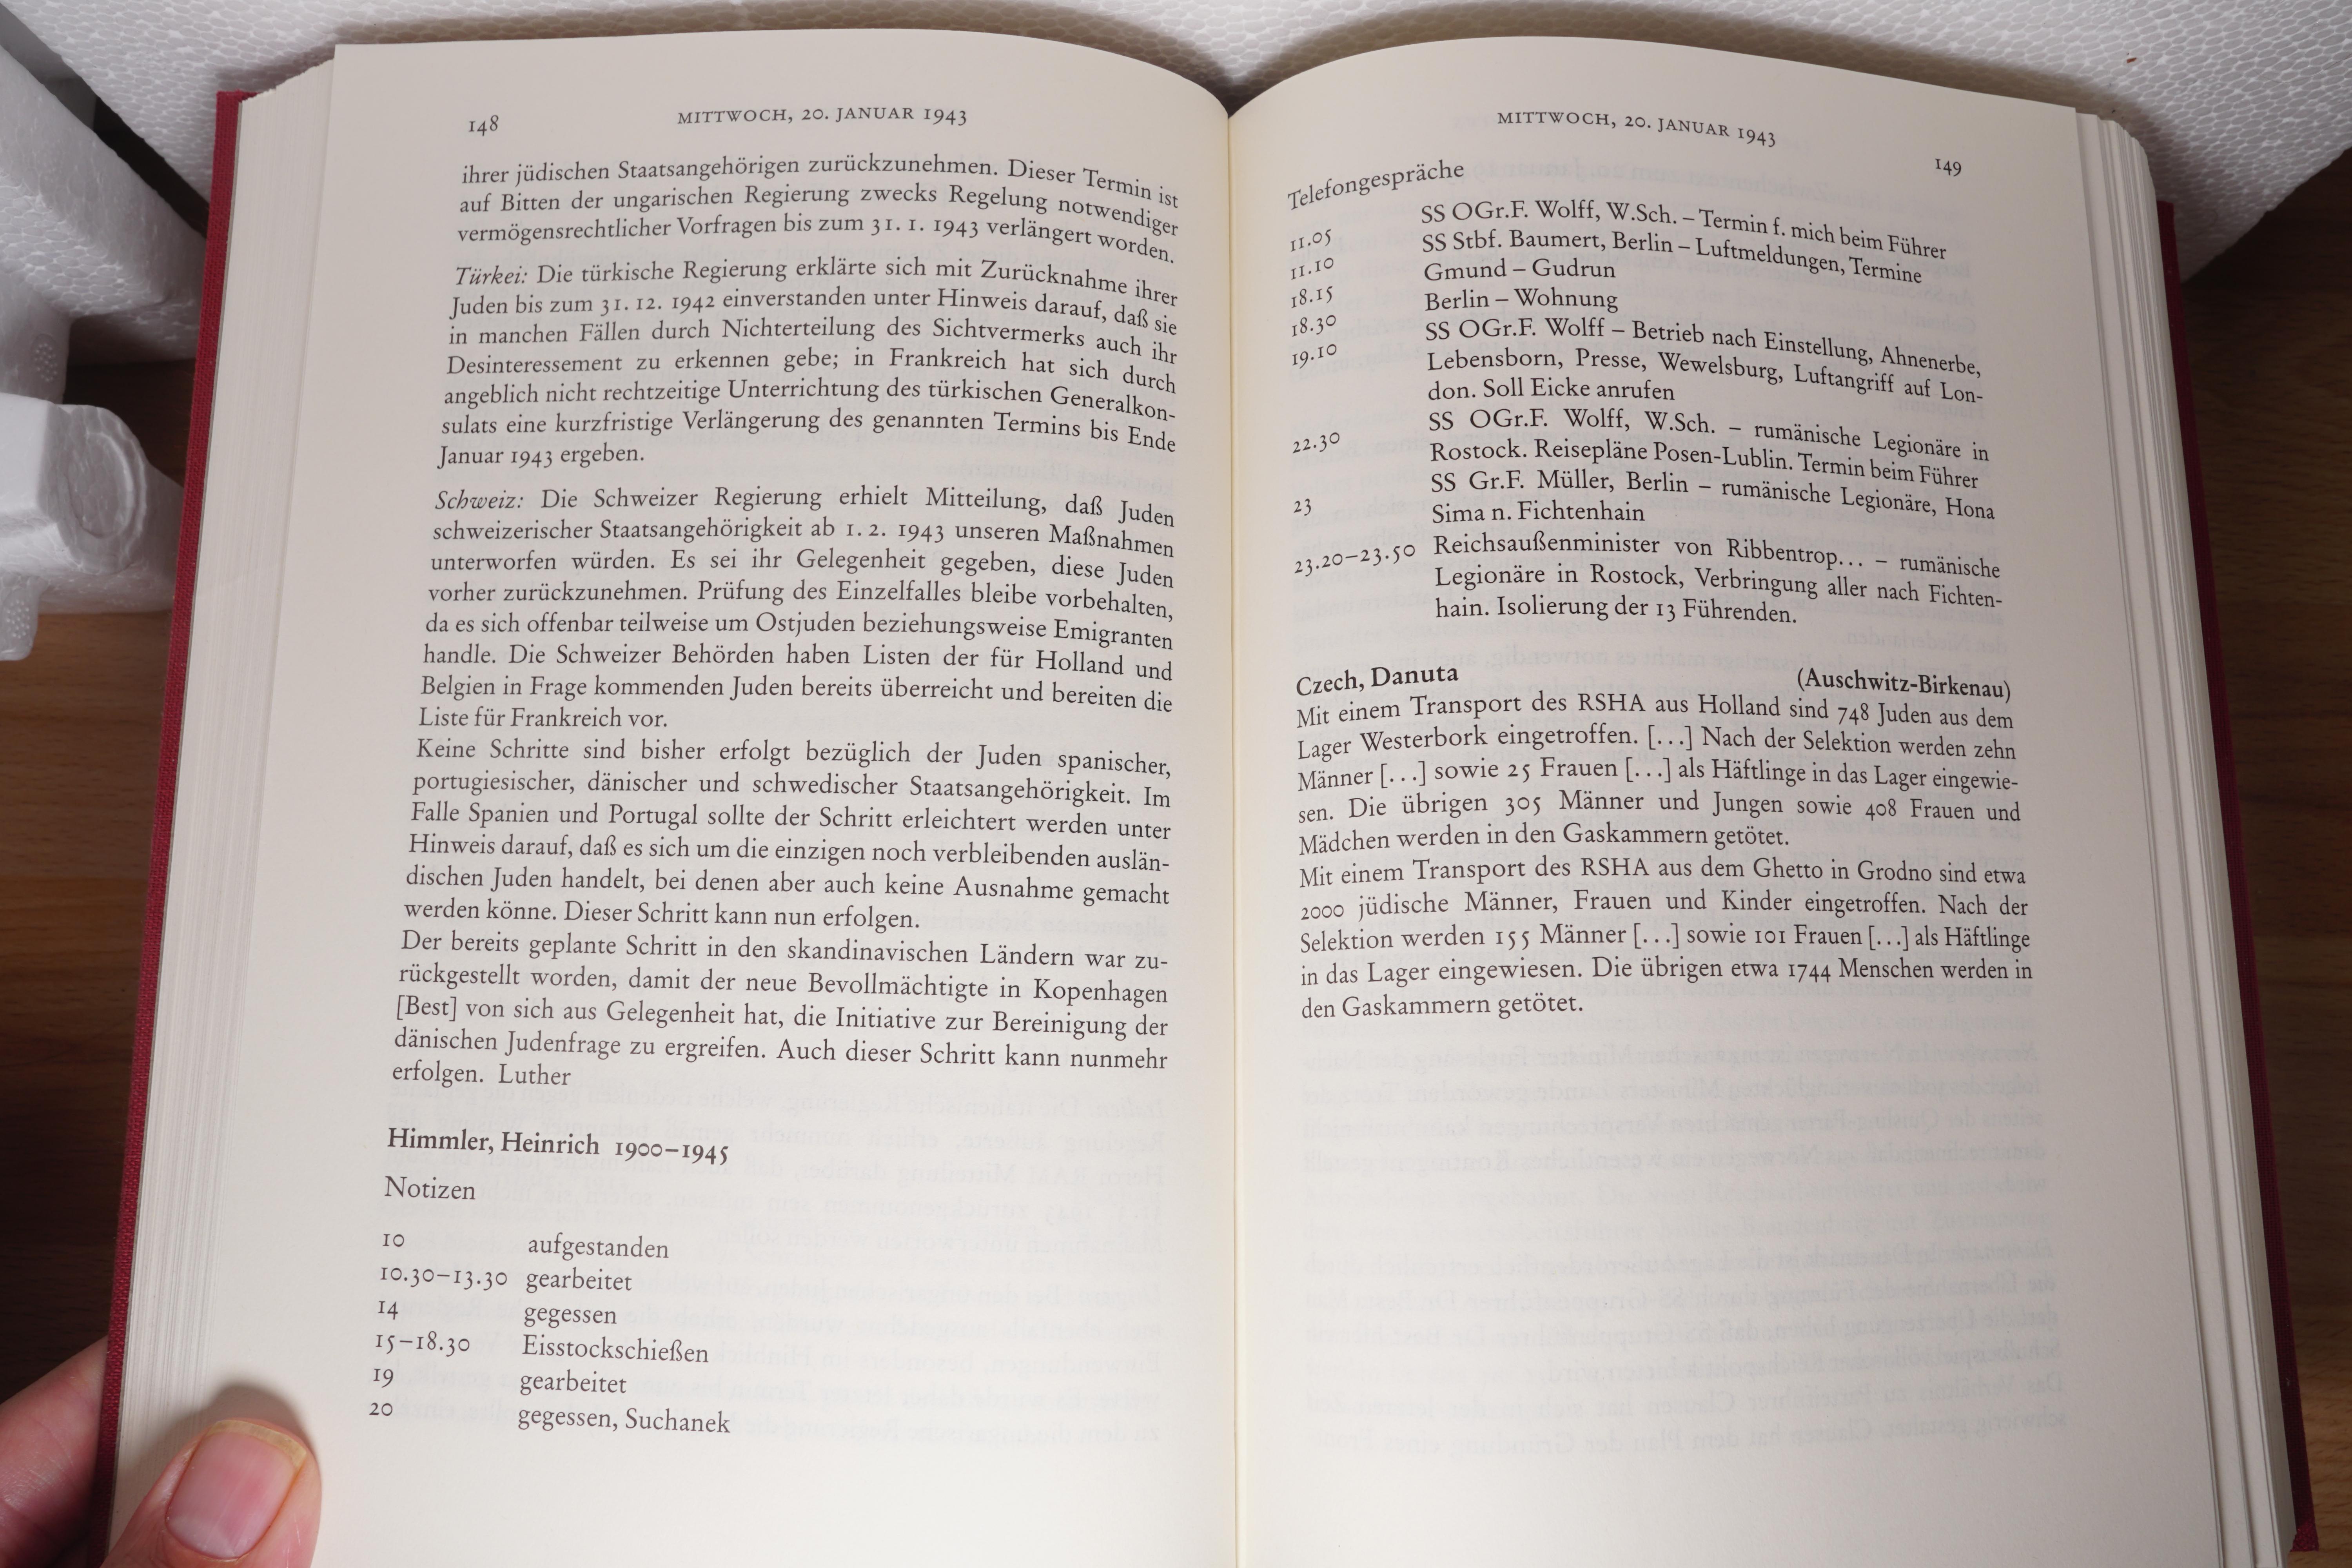 148
MITTWOCH, 20. JANUAR 1943
ihrer jüdischen Staatsangehörigen zurückzunehmen. Dieser Termin ist
auf Bitten der ungarischen Regierung zwecks Regelung notwendiger
vermögensrechtlicher Vorfragen bis zum 31. 1. 1943 verlängert worden.
Türkei: Die türkische Regierung erklärte sich mit Zurücknahme ihrer
Juden bis zum 31. 12. 1942 einverstanden unter Hinweis darauf, daß sie
in manchen Fällen durch Nichterteilung des Sichtvermerks auch ihr
Desinteressement zu erkennen gebe; in Frankreich hat sich durch
angeblich nicht rechtzeitige Unterrichtung des türkischen Generalkon-
sulats eine kurzfristige Verlängerung des genannten Termins bis Ende
Januar 1943 ergeben.
Schweiz: Die Schweizer Regierung erhielt Mitteilung, daß Juden
schweizerischer Staatsangehörigkeit ab 1. 2. 1943 unseren Maßnahmen
unterworfen würden. Es sei ihr Gelegenheit gegeben, diese Juden
vorher zurückzunehmen. Prüfung des Einzelfalles bleibe vorbehalten,
da es sich offenbar teilweise um Ostjuden beziehungsweise Emigranten
handle. Die Schweizer Behörden haben Listen der für Holland und
Belgien in Frage kommenden Juden bereits überreicht und bereiten die
Liste für Frankreich vor.
Keine Schritte sind bisher erfolgt bezüglich der Juden spanischer,
portugiesischer, dänischer und schwedischer Staatsangehörigkeit. Im
Falle Spanien und Portugal sollte der Schritt erleichtert werden unter
Hinweis darauf, daß es sich um die einzigen noch verbleibenden auslän-
dischen Juden handelt, bei denen aber auch keine Ausnahme gemacht
werden könne. Dieser Schritt kann nun erfolgen.
Der bereits geplante Schritt in den skandinavischen Ländern war zu-
rückgestellt worden, damit der neue Bevollmächtigte in Kopenhagen
[Best] von sich aus Gelegenheit hat, die Initiative zur Bereinigung der
dänischen Judenfrage zu ergreifen. Auch dieser Schritt kann nunmehr
erfolgen. Luther
Himmler, Heinrich 1900–1945
Notizen
10 aufgestanden
10.30–13.30 gearbeitet
14 gegessen
15–18.30 Eisstockschießen
19 gearbeitet
20 gegessen, Suchanek
MITTWOCH, 20. JANUAR 1943
149
Telefongespräche
11.05 SS OGr.F. Wolff, W.Sch. – Termin f. mich beim Führer
11.10 SS Stbf. Baumert, Berlin – Luftmeldungen, Termine
18.15 Gmund – Gudrun
18.30 Berlin – Wohnung
19.10 SS OGr.F. Wolff – Betrieb nach Einstellung, Ahnenerbe,
Lebensborn, Presse, Wewelsburg, Luftangriff auf Lon-
don. Soll Eicke anrufen
22.30 SS OGr.F. Wolff, W.Sch. – rumänische Legionäre in
Rostock. Reisepläne Posen-Lublin. Termin beim Führer
23 SS Gr.F. Müller, Berlin – rumänische Legionäre, Hona
Sima n. Fichtenhain
23.20–23.50 Reichsaußenminister von Ribbentrop... – rumänische
Legionäre in Rostock, Verbringung aller nach Fichten-
hain. Isolierung der 13 Führenden.
Czech, Danuta (Auschwitz-Birkenau)
Mit einem Transport des RSHA aus Holland sind 748 Juden aus dem
Lager Westerbork eingetroffen. [...] Nach der Selektion werden zehn
Männer [...] sowie 25 Frauen [...] als Häftlinge in das Lager eingewie-
sen. Die übrigen 305 Männer und Jungen sowie 408 Frauen und
Mädchen werden in den Gaskammern getötet.
Mit einem Transport des RSHA aus dem Ghetto in Grodno sind etwa
2000 jüdische Männer, Frauen und Kinder eingetroffen. Nach der
Selektion werden 155 Männer [...] sowie 101 Frauen [...] als Häftlinge
in das Lager eingewiesen. Die übrigen etwa 1744 Menschen werden in
den Gaskammern getötet.